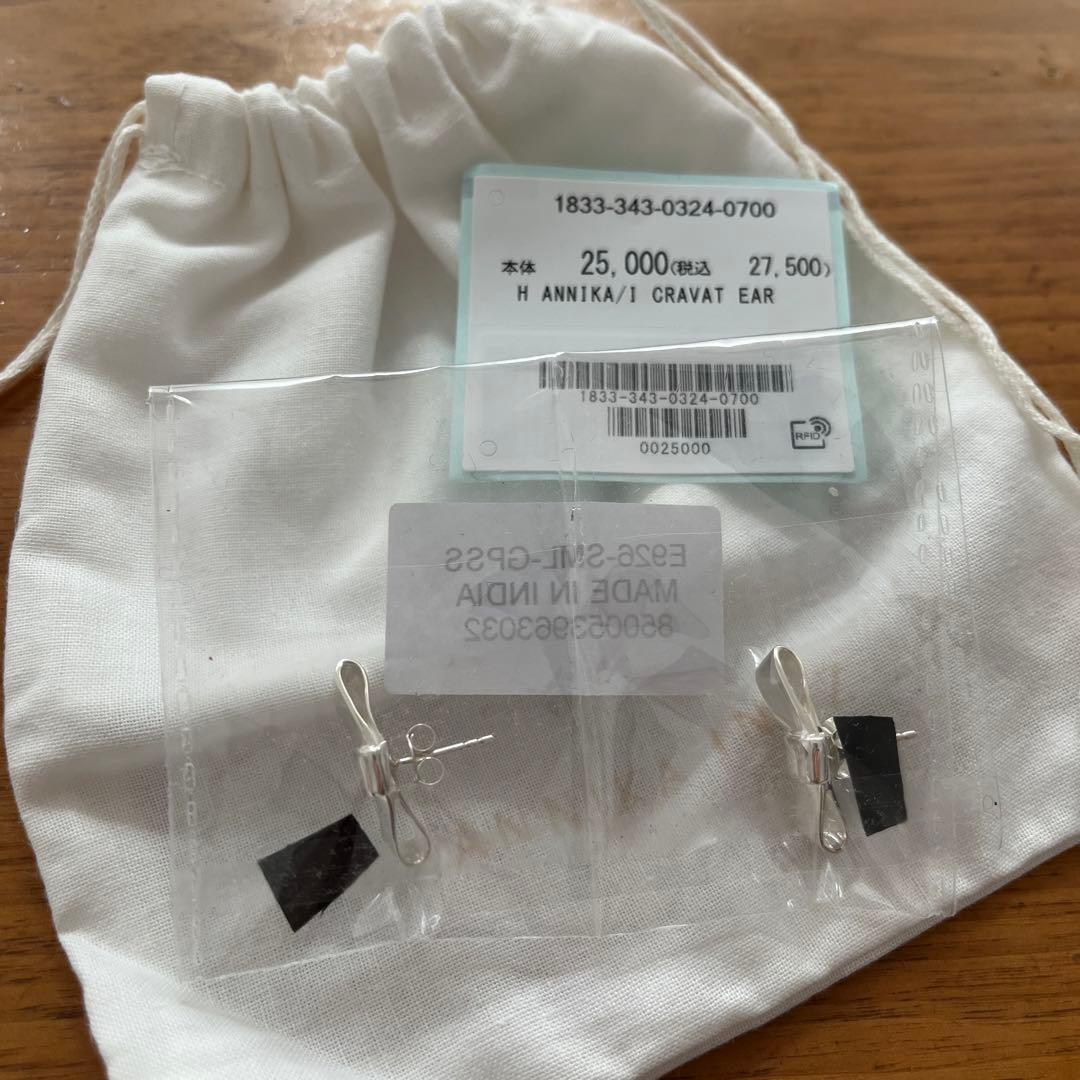 1833-343-0324-0700
本体 25,000(税込 27,500)
H ANNIKA/I CRAVAT EAR
1833-343-0324-0700
0025000
RFID
E926-SML-GPSS
MADE IN INDIA
850053963032